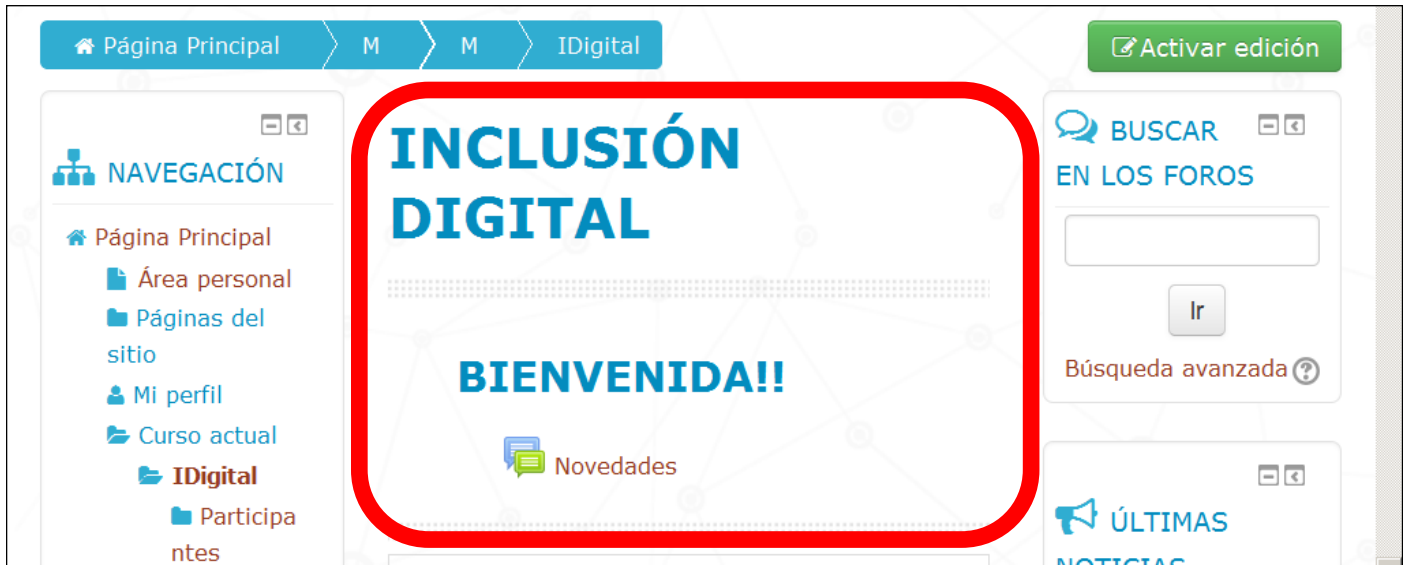 Página Principal M M IDigital
Activar edición
NAVEGACIÓN
Página Principal
Área personal
Páginas del
sitio
Mi perfil
Curso actual
IDigital
Participa
ntes
INCLUSIÓN
DIGITAL
BIENVENIDA!!
Novedades
BUSCAR
EN LOS FOROS
Ir
Búsqueda avanzada
ÚLTIMAS
NOTICIAS